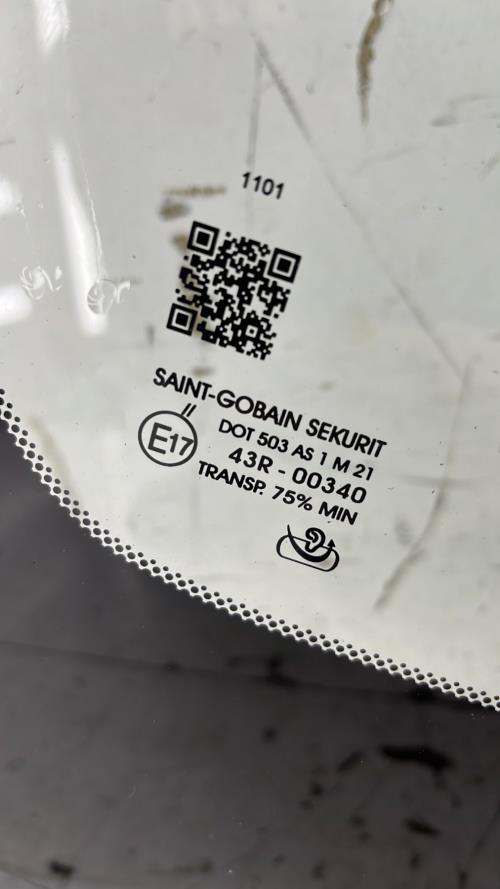 1101
SAINT-GOBAIN SEKURIT
//
DOT 503 AS 1 M 21
E17
43R - 00340
TRANSP. 75% MIN